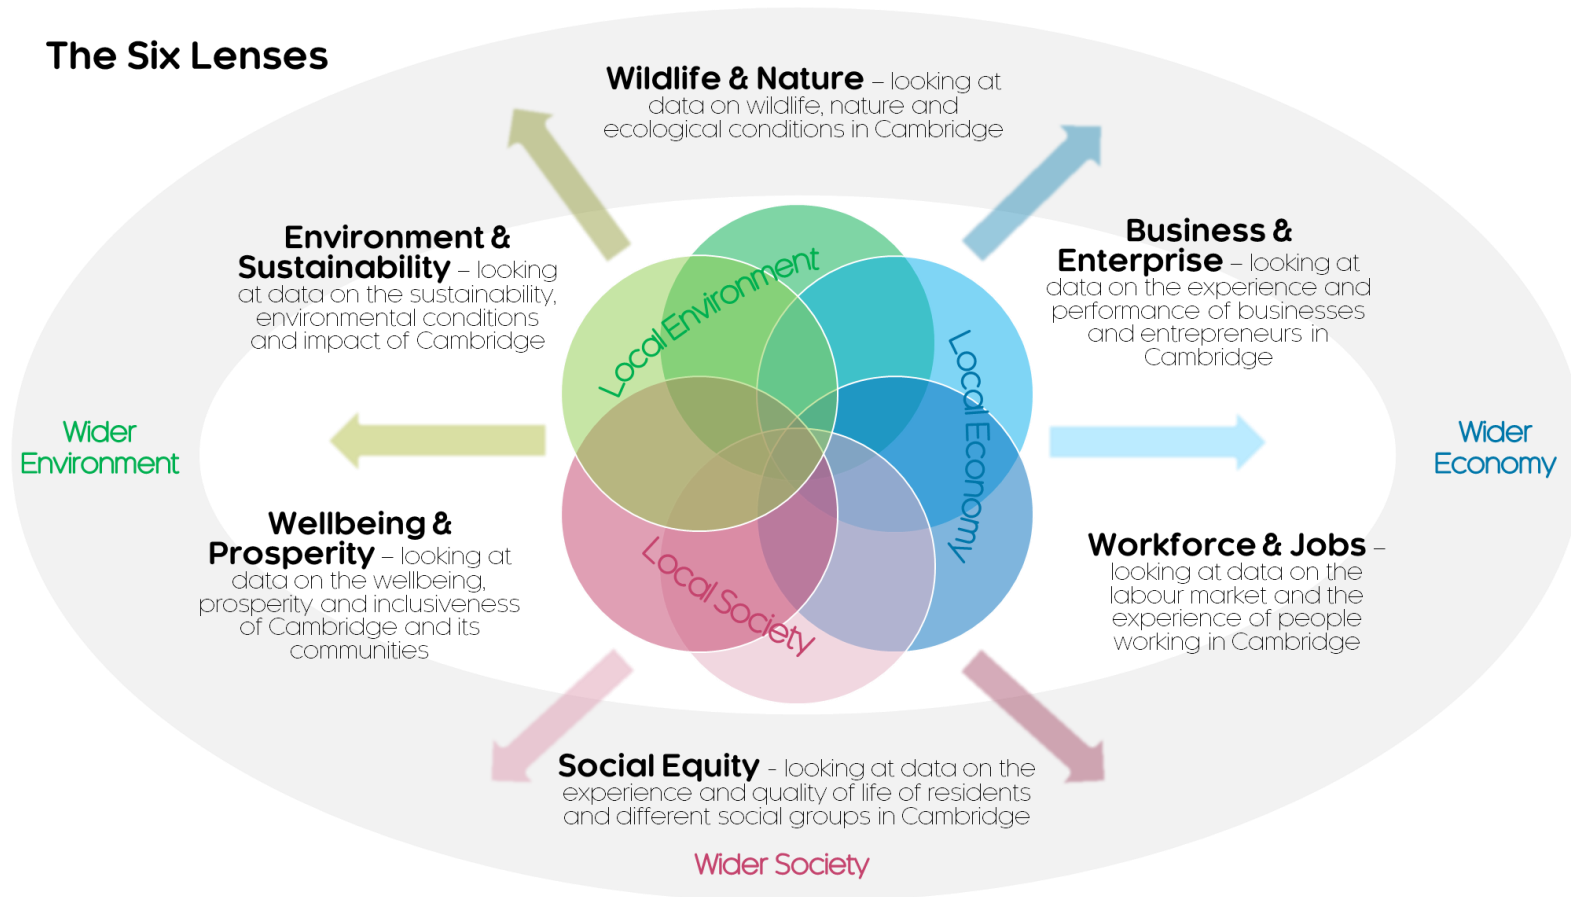 The Six Lenses
Wildlife & Nature – looking at
data on wildlife, nature and
ecological conditions in Cambridge
Environment &
Sustainability – looking
at data on the sustainability,
environmental conditions
and impact of Cambridge
Business &
Enterprise – looking at
data on the experience and
performance of businesses
and entrepreneurs in
Cambridge
Local Environment
Local Economy
Local Society
Wider
Environment
Wider
Economy
Wellbeing &
Prosperity – looking at
data on the wellbeing,
prosperity and inclusiveness
of Cambridge and its
communities
Workforce & Jobs –
looking at data on the
labour market and the
experience of people
working in Cambridge
Social Equity - looking at data on the
experience and quality of life of residents
and different social groups in Cambridge
Wider Society